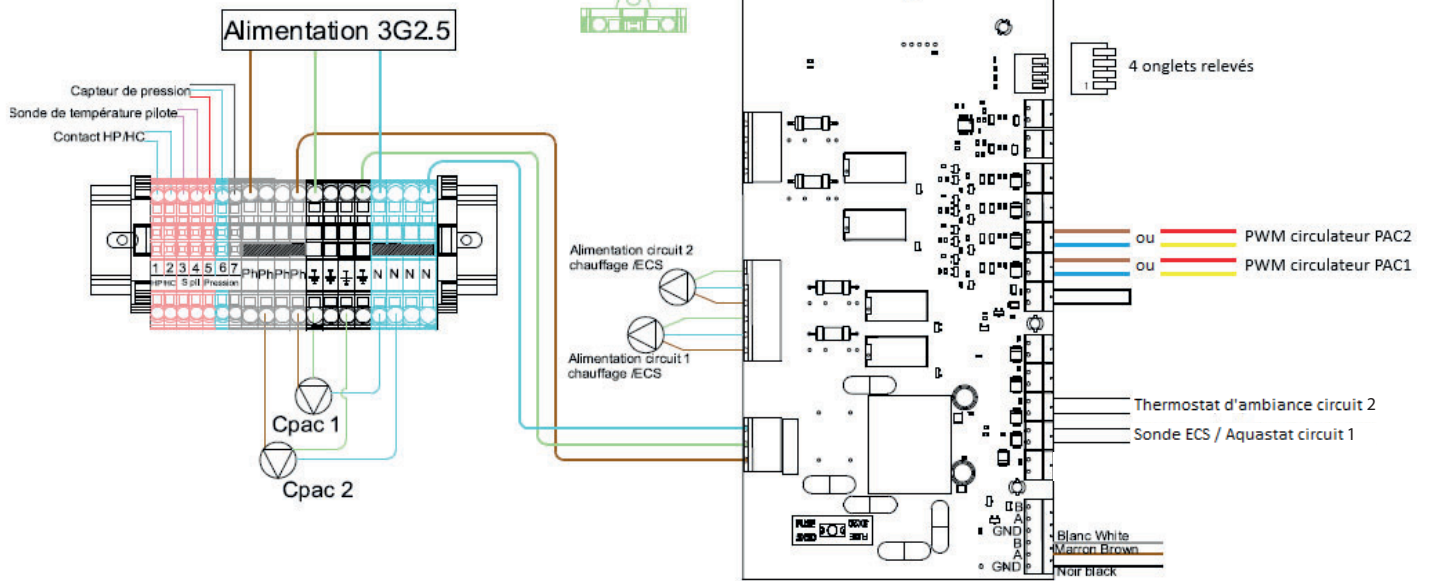 Alimentation 3G2.5
Capteur de pression
Sonde de température pilote
Contact HP/HC
1 2 3 4 5 6 7 Ph Ph Ph Ph N N N N
HP/HC Split Pression
Cpac 1
Cpac 2
Alimentation circuit 2
chauffage /ECS
Alimentation circuit 1
chauffage /ECS
1
4 onglets relevés
ou PWM circulateur PAC2
ou PWM circulateur PAC1
Thermostat d'ambiance circuit 2
Sonde ECS / Aquastat circuit 1
B
A
GND
B Blanc White
A Marron Brown
GND Noir black